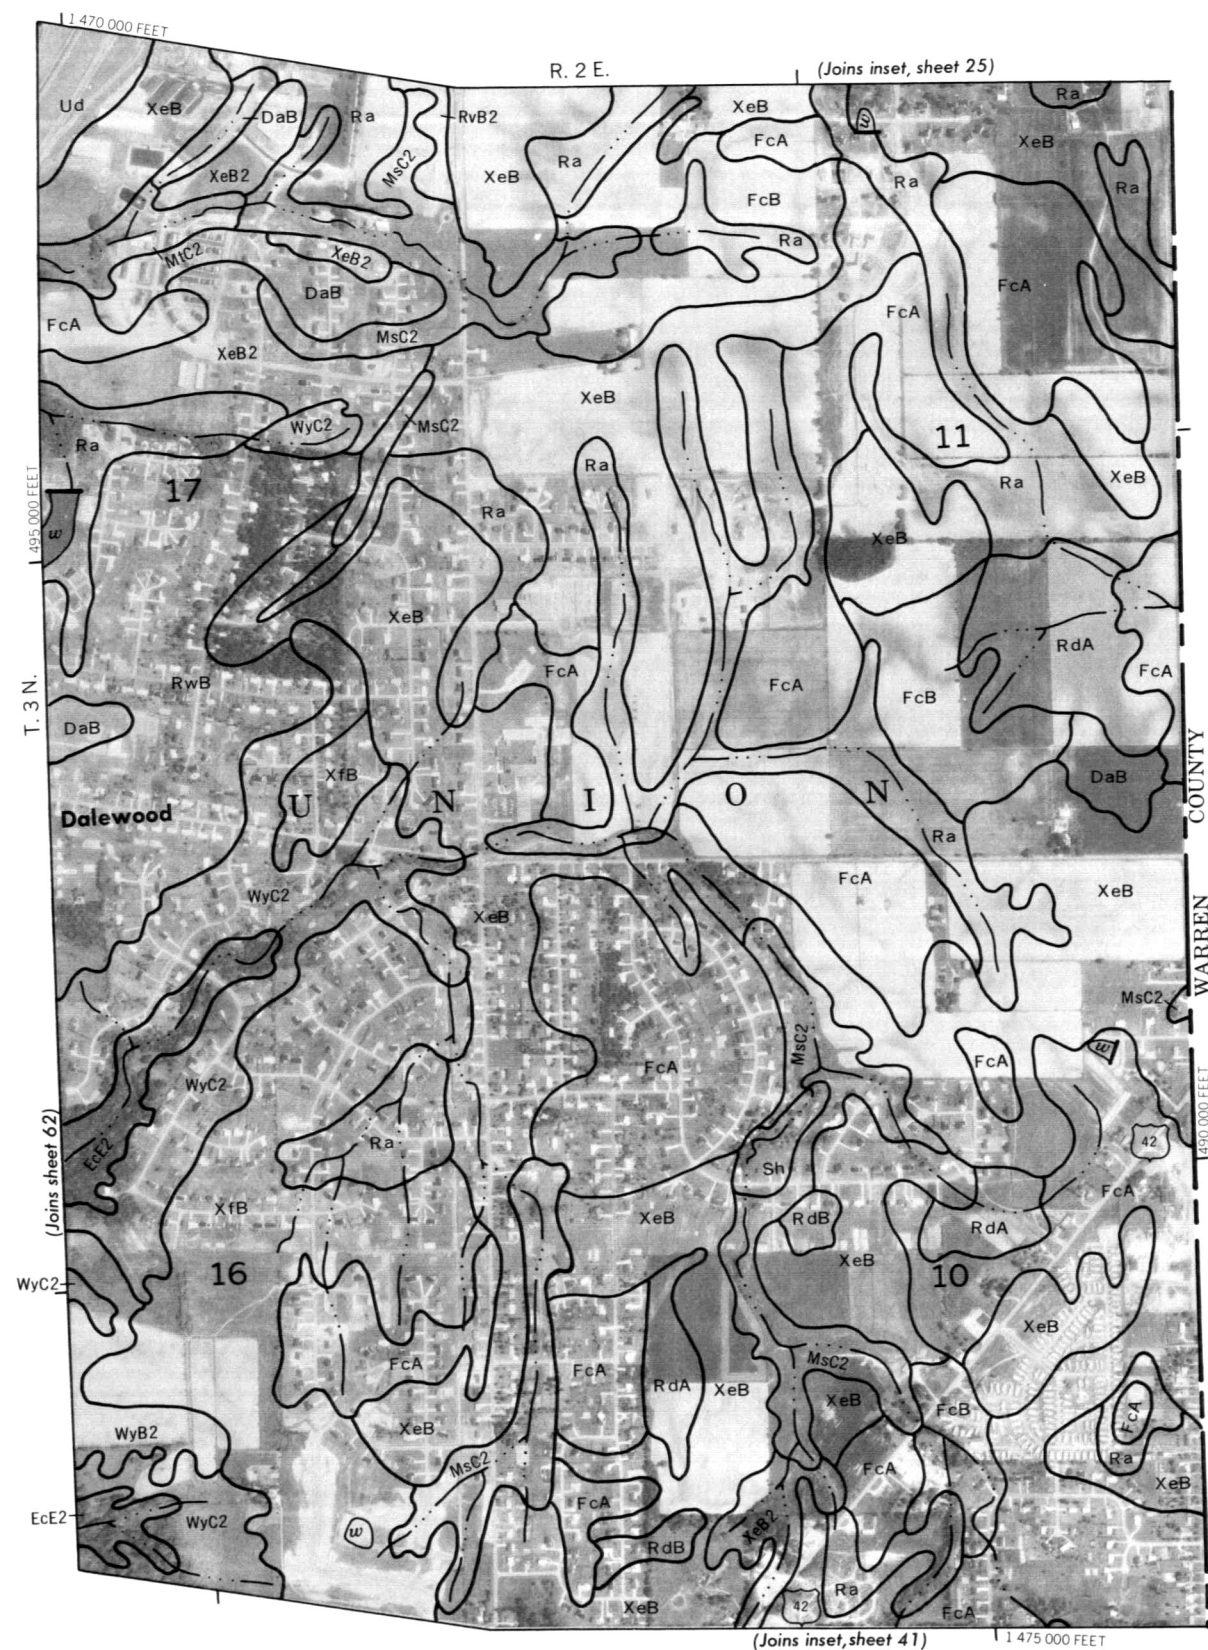 1 470 000 FEET
R. 2 E.
(Joins inset, sheet 25)
Ud
XeB
DaB
Ra
RvB2
XeB
Ra
w
XeB
FcA
XeB
Ra
XeB2
MsC2
Ra
FcB
Ra
Ra
MtC2
XeB2
DaB
FcA
FcA
FcA
MsC2
XeB2
XeB
WyC2
MsC2
11
Ra
Ra
Ra
XeB
17
Ra
495 000 FEET
w
XeB
XeB
RdA
FcA
FcA
FcA
FcB
RwB
T. 3 N.
DaB
XfB
DaB
COUNTY
U N I O N
Dalewood
Ra
WyC2
FcA
XeB
XeB
WARREN
MsC2
MsC2
w
FcA
FcA
WyC2
490 000 FEET
(Joins sheet 62)
EcE2
Ra
42
Sh
FcA
XfB
XeB
RdB
RdA
XeB
WyC2
16
10
XeB
MsC2
FcA
FcA
RdA
XeB
XeB
FcB
FcA
WyB2
XeB
MsC2
FcA
Ra
XeB
FcA
EcE2
WyC2
w
RdB
XeB2
Ra
42
XeB
FcA
(Joins inset, sheet 41)
1 475 000 FEET